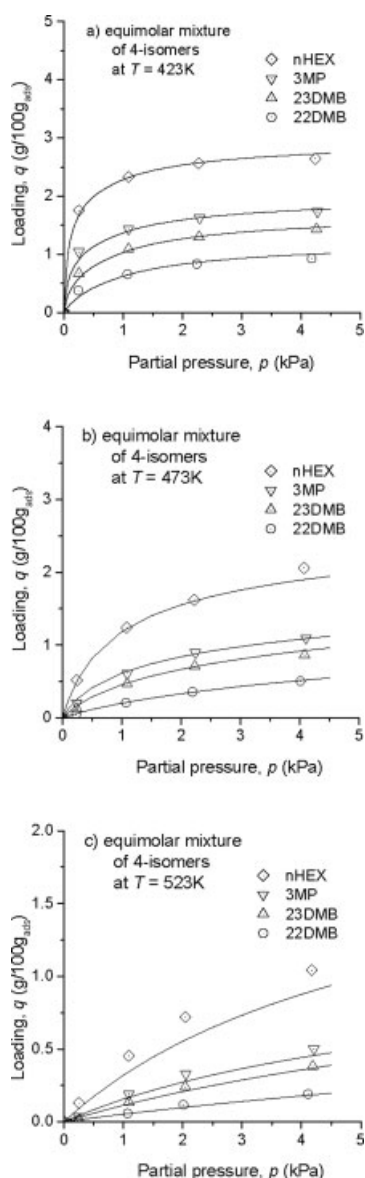 a) equimolar mixture
of 4-isomers
at T = 423K
nHEX
3MP
23DMB
22DMB
Loading, q (g/100g_ads)
5
4
3
2
1
0
0 1 2 3 4 5
Partial pressure, p (kPa)
b) equimolar mixture
of 4-isomers
at T = 473K
nHEX
3MP
23DMB
22DMB
Loading, q (g/100g_ads)
4
3
2
1
0
0 1 2 3 4 5
Partial pressure, p (kPa)
c) equimolar mixture
of 4-isomers
at T = 523K
nHEX
3MP
23DMB
22DMB
Loading, q (g/100g_ads)
2.0
1.5
1.0
0.5
0.0
0 1 2 3 4 5
Partial pressure, p (kPa)